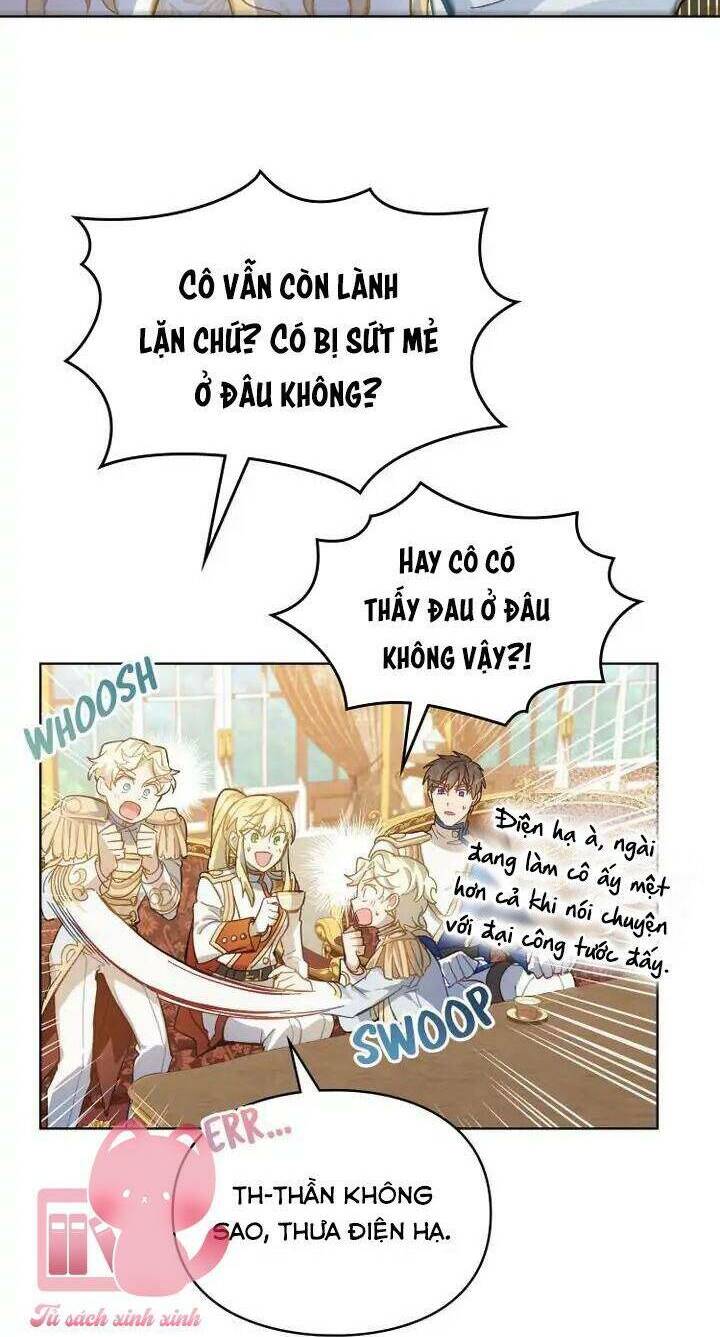 CÔ VẪN CÒN LÀNH
LẶN CHỨ? CÓ BỊ SỨT MẺ
Ở ĐÂU KHÔNG?
HAY CÔ CÓ
THẤY ĐAU Ở ĐÂU
KHÔNG VẬY?!
WHOOSH
Điện hạ à, ngài
đang làm cô ấy mệt
hơn cả khi nói chuyện
với đại công tước đấy.
SWOOP
ERR...
TH-THẦN KHÔNG
SAO, THƯA ĐIỆN HẠ.
Tủ sách xinh xinh